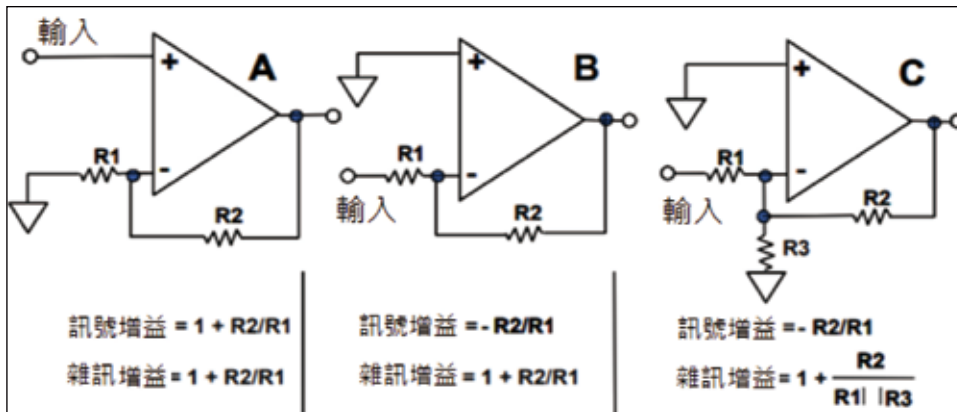 輸入
+
A
R1
-
R2
訊號增益 = 1 + R2/R1
雜訊增益 = 1 + R2/R1
+
B
R1
-
輸入
R2
訊號增益 = - R2/R1
雜訊增益 = 1 + R2/R1
+
C
R1
-
輸入
R2
R3
訊號增益 = - R2/R1
雜訊增益 = 1 + R2
R1| |R3